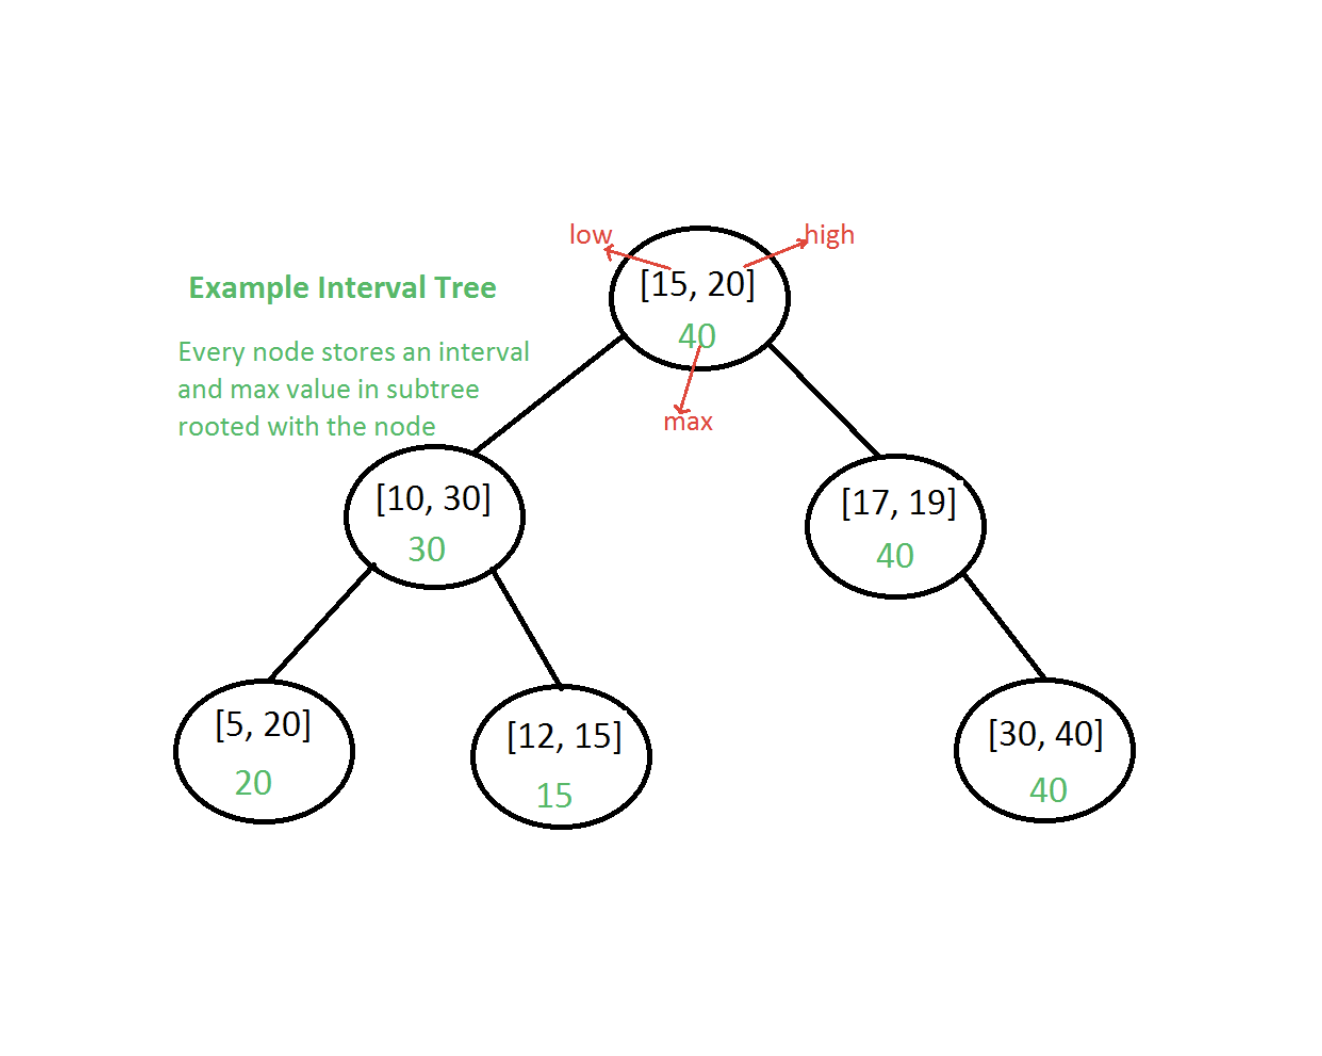 low
high
[15, 20]
Example Interval Tree
40
Every node stores an interval
and max value in subtree
rooted with the node
max
[10, 30]
30
[17, 19]
40
[5, 20]
20
[12, 15]
15
[30, 40]
40